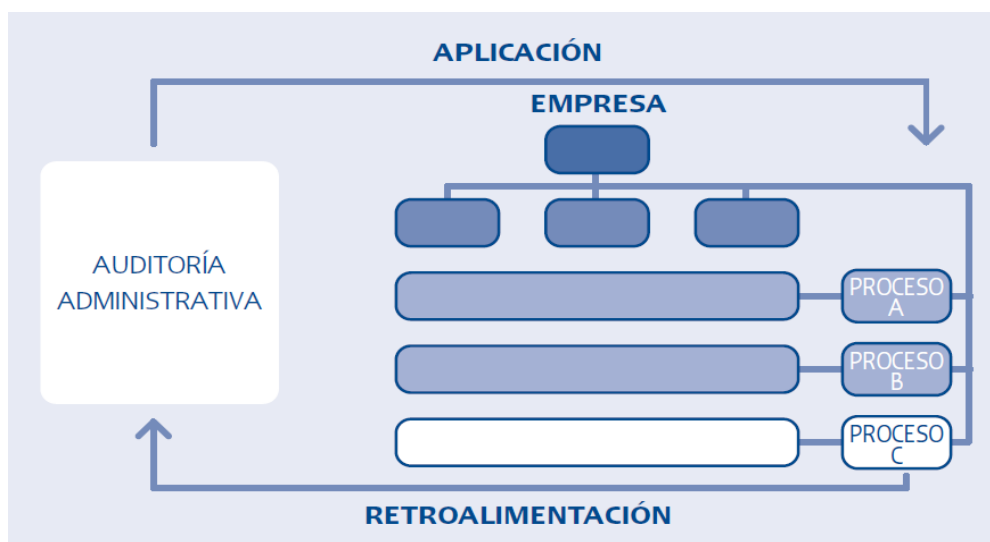 APLICACIÓN
EMPRESA
AUDITORÍA
ADMINISTRATIVA
PROCESO
A
PROCESO
B
PROCESO
C
RETROALIMENTACIÓN